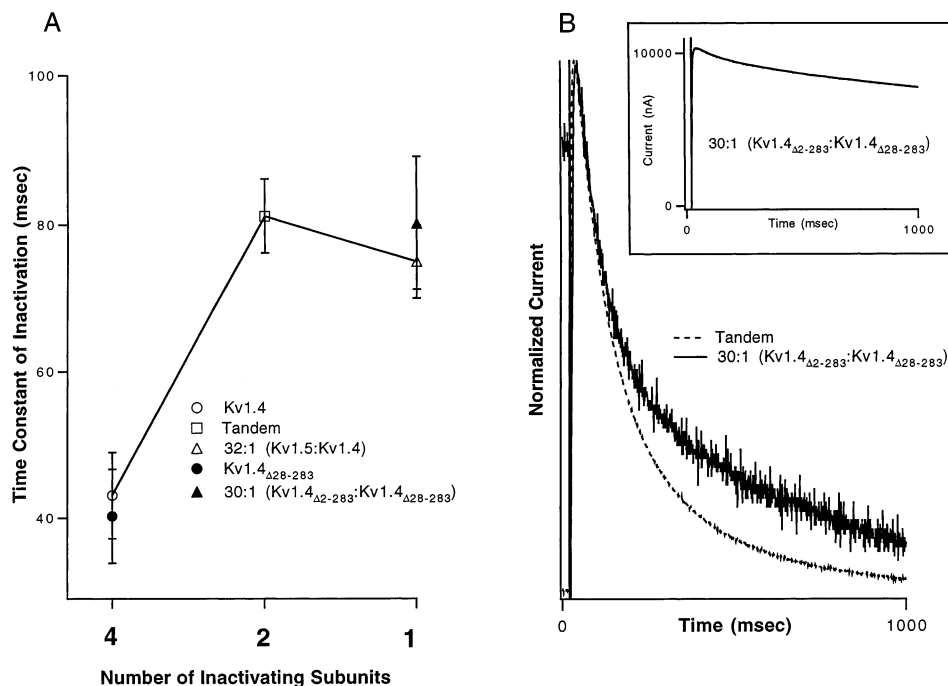 A
100
80
60
40
Time Constant of Inactivation (msec)
Kv1.4
Tandem
32:1 (Kv1.5:Kv1.4)
Kv1.4Δ28-283
30:1 (Kv1.4Δ2-283:Kv1.4Δ28-283)
4
2
1
Number of Inactivating Subunits
B
10000
Current (nA)
30:1 (Kv1.4Δ2-283:Kv1.4Δ28-283)
0
0
Time (msec)
1000
Normalized Current
Tandem
30:1 (Kv1.4Δ2-283:Kv1.4Δ28-283)
0
Time (msec)
1000